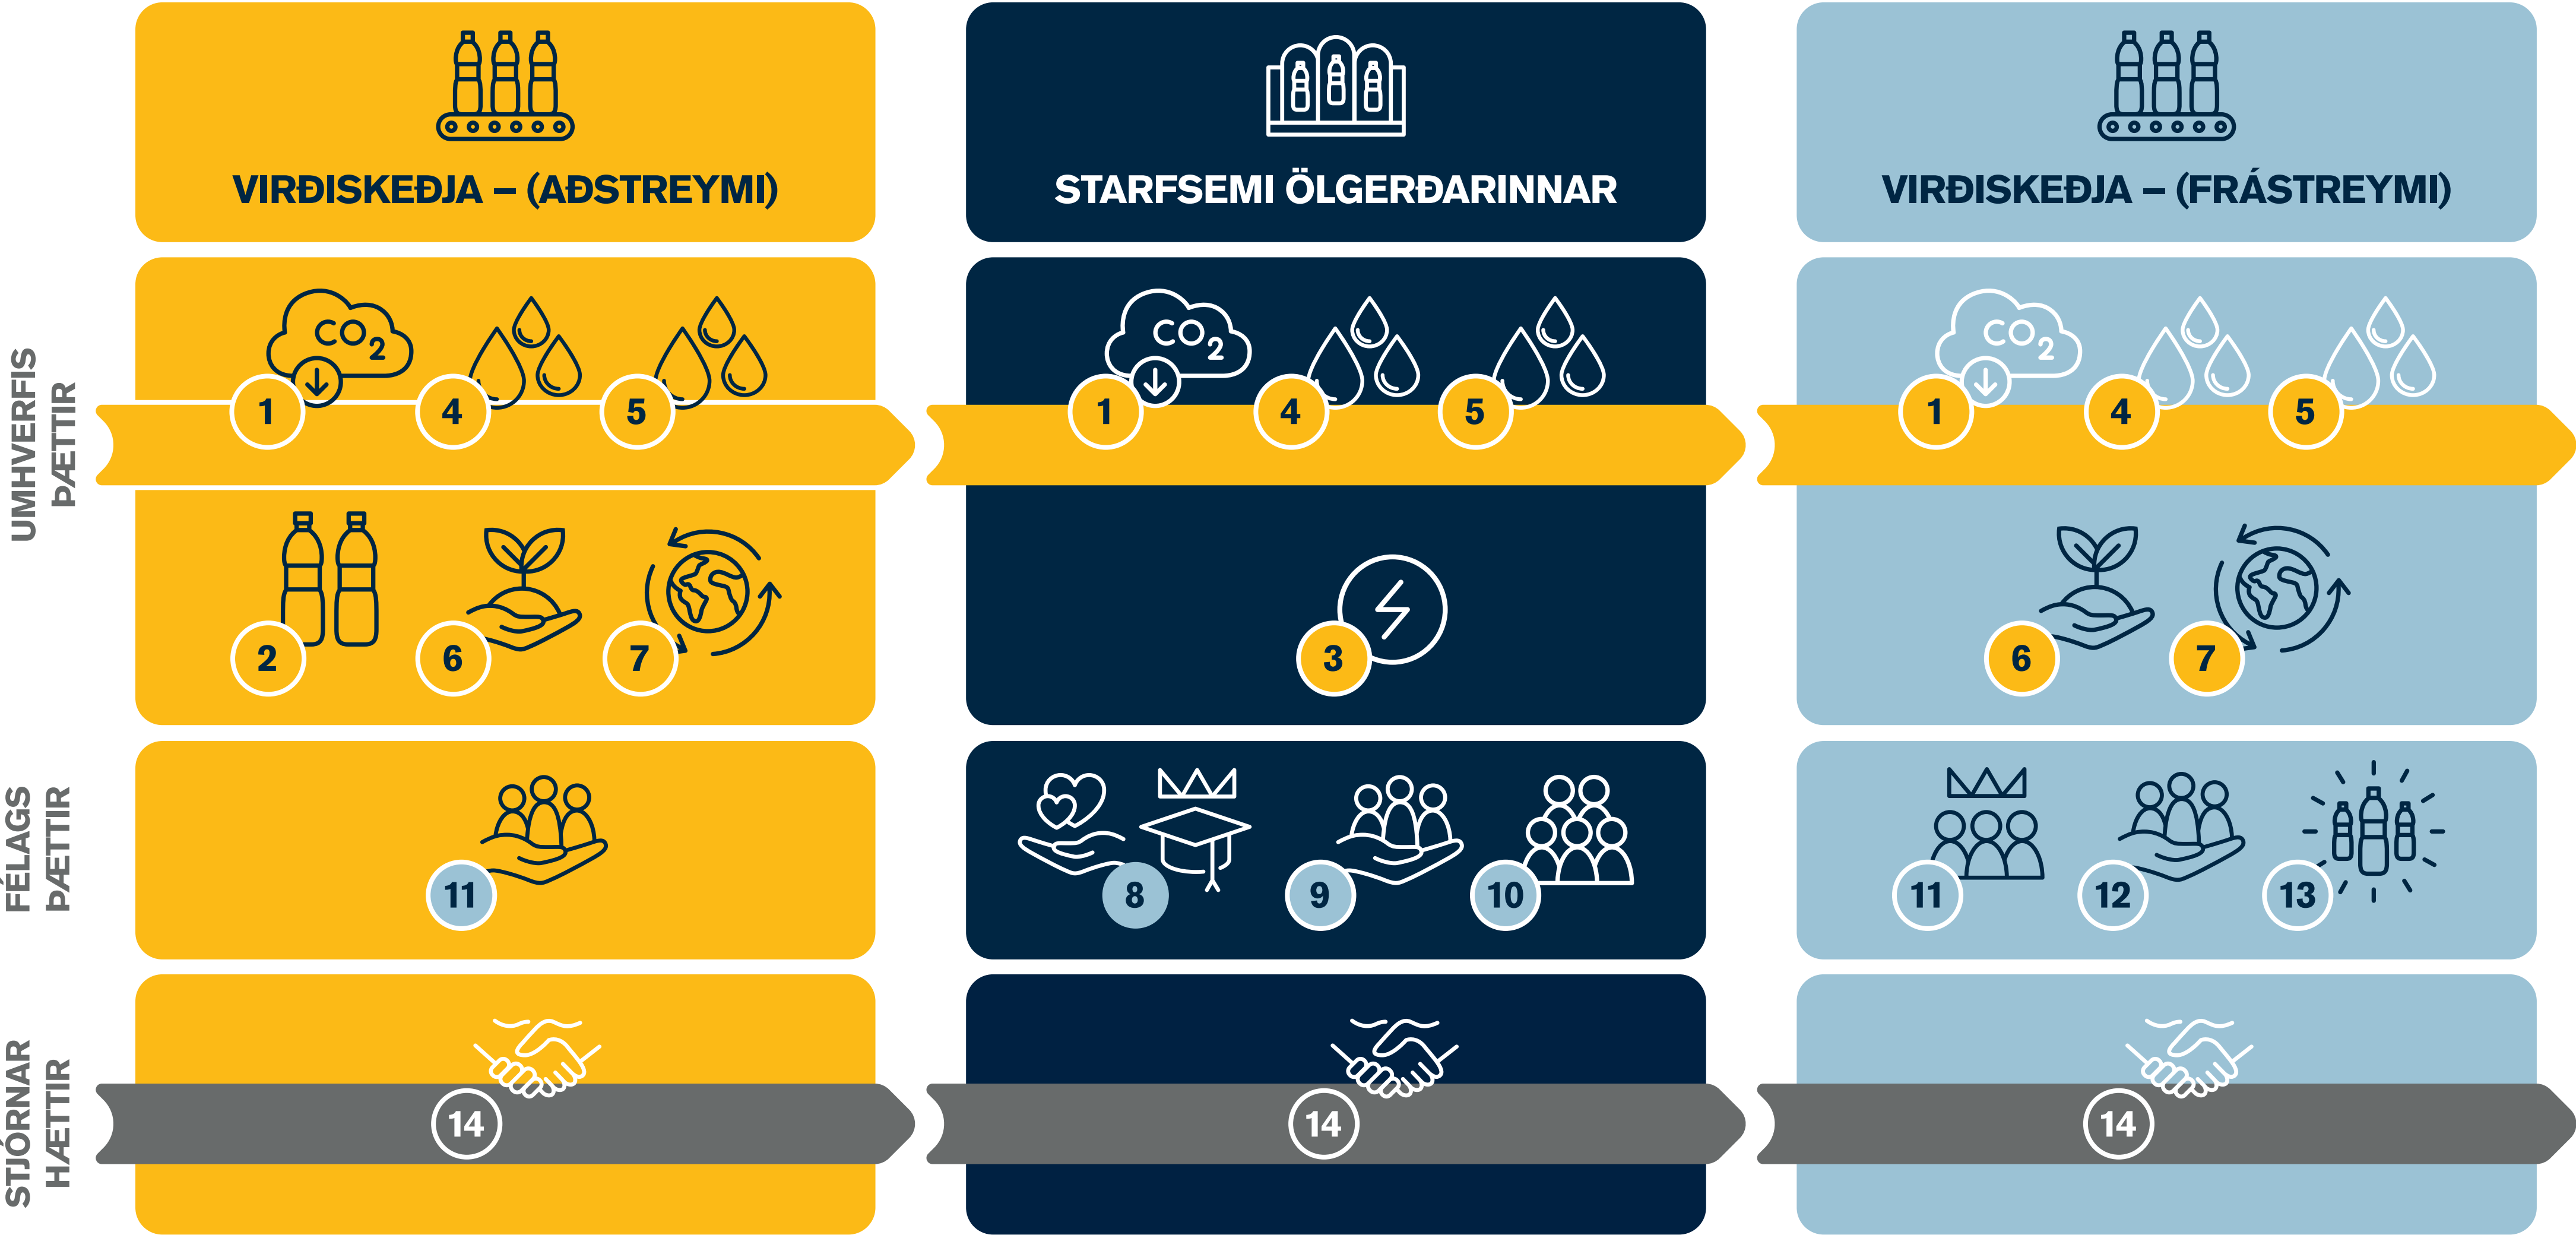 VIRÐISKEÐJA – (AÐSTREYMI)
STARFSEMI ÖLGERÐARINNAR
VIRÐISKEÐJA – (FRÁSTREYMI)
UMHVERFIS
ÞÆTTIR
CO2
1
4
5
CO2
1
4
5
CO2
1
4
5
2
6
7
3
6
7
FÉLAGS
ÞÆTTIR
11
8
9
10
11
12
13
STJÓRNAR
HÆTTIR
14
14
14